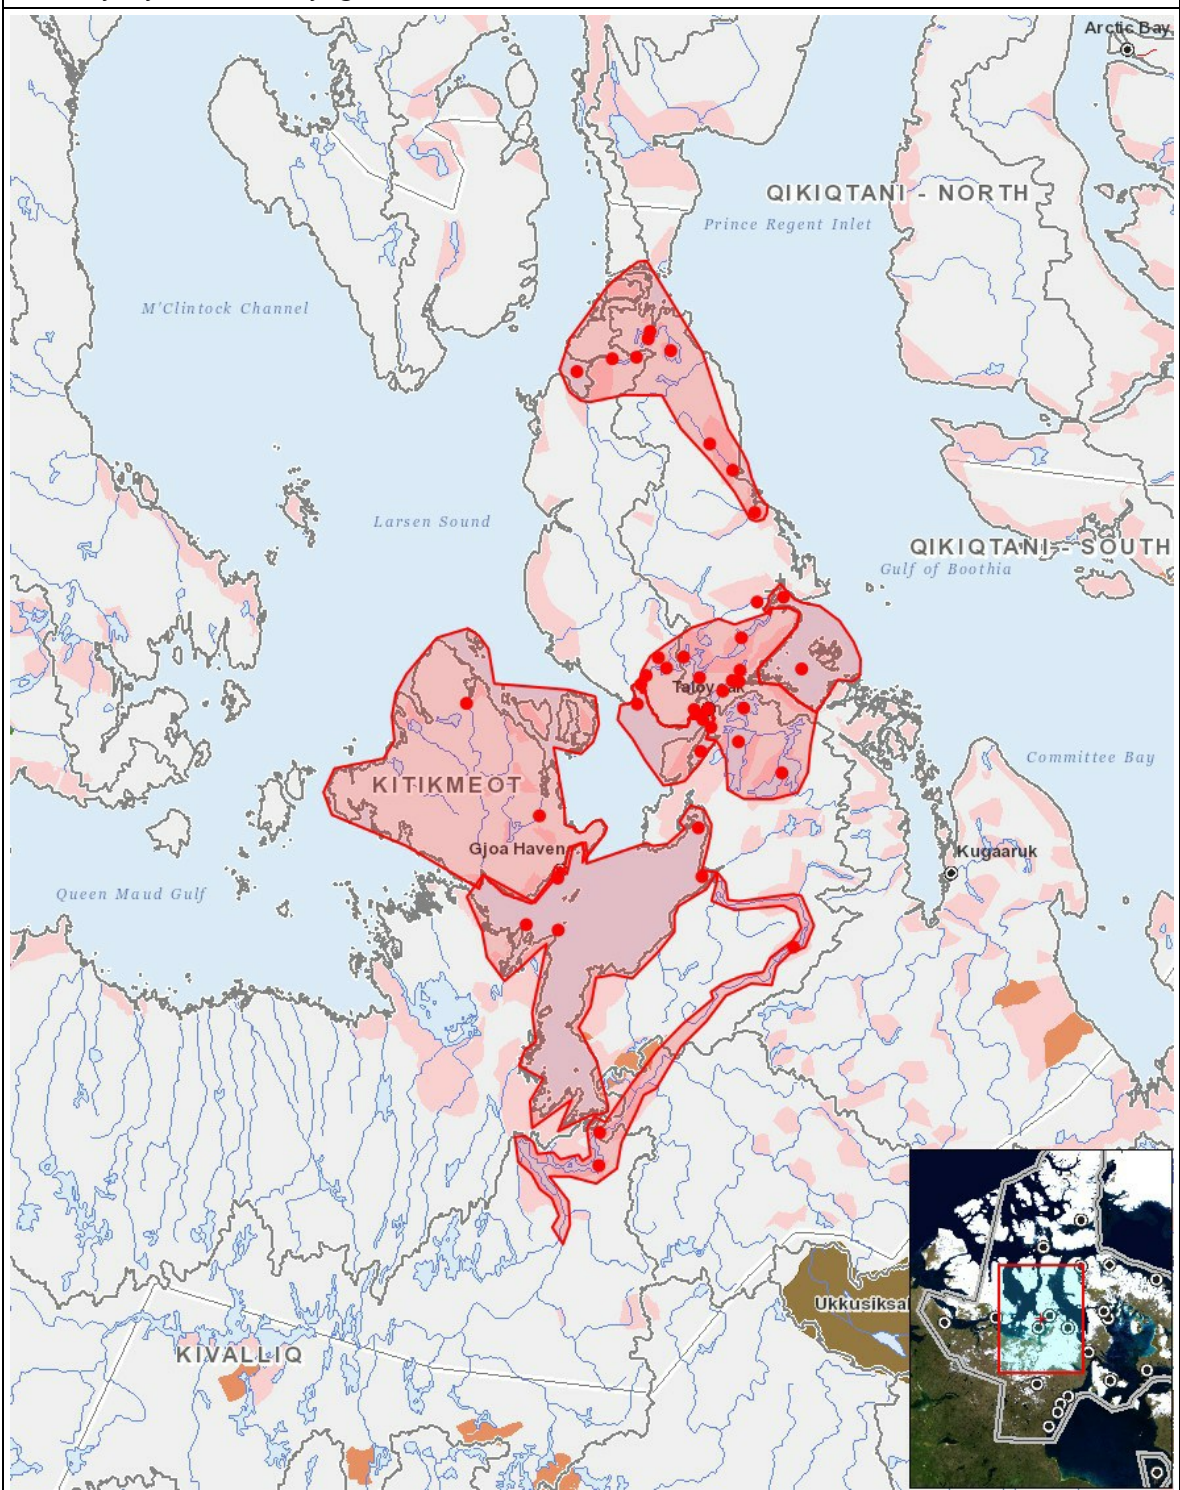 Arctic Bay
QIKIQTANI - NORTH
Prince Regent Inlet
M'Clintock Channel
Larsen Sound
QIKIQTANI - SOUTH
Gulf of Boothia
KITIKMEOT
Committee Bay
Gjoa Haven
Kugaaruk
Queen Maud Gulf
KIVALLIQ